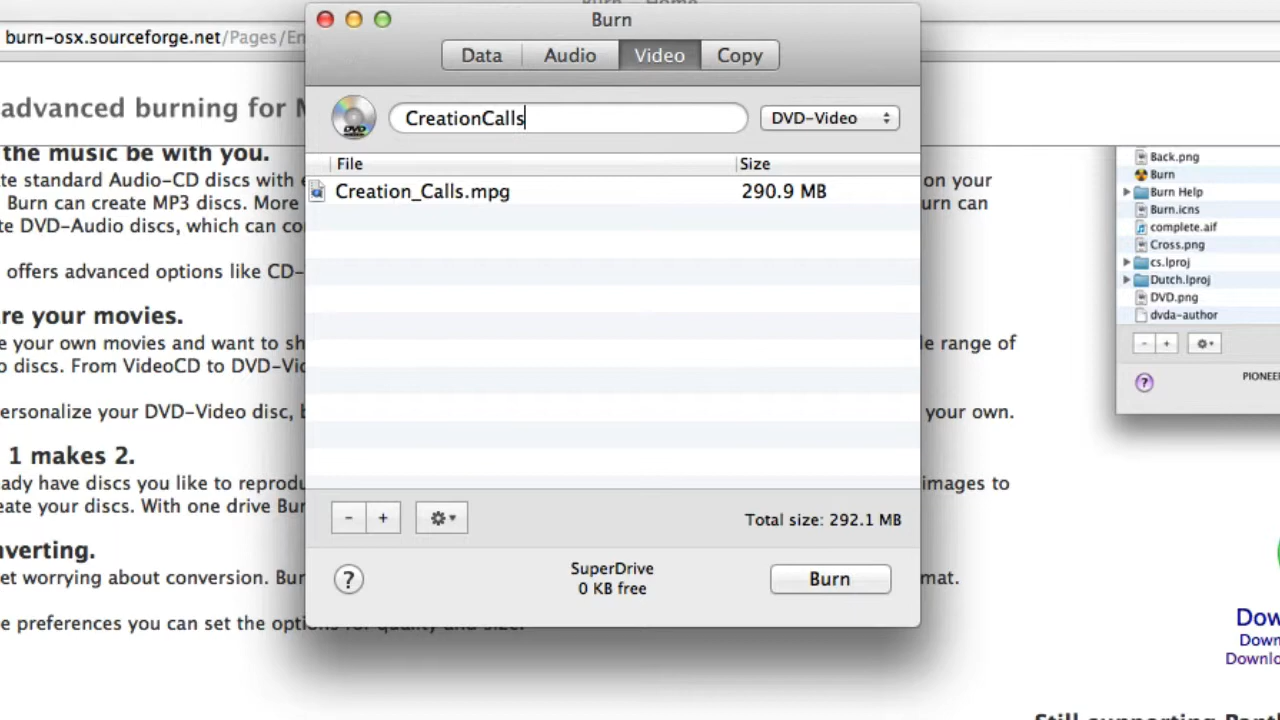 Burn - Home
burn-osx.sourceforge.net/Pages/En
Burn
Data Audio Video Copy
CreationCalls
DVD-Video
DVD
File Size
Creation_Calls.mpg 290.9 MB
- +
Total size: 292.1 MB
?
SuperDrive
0 KB free
Burn
advanced burning for M
the music be with you.
te standard Audio-CD discs with e
on your
Burn can create MP3 discs. More
urn can
te DVD-Audio discs, which can co
offers advanced options like CD-
re your movies.
e your own movies and want to sh
le range of
o discs. From VideoCD to DVD-Vi
ersonalize your DVD-Video disc, b
your own.
1 makes 2.
ady have discs you like to reprodu
images to
eate your discs. With one drive Bur
nverting.
et worrying about conversion. Bur
mat.
e preferences you can set the options for quality and size.
Back.png
Burn
Burn Help
Burn.icns
complete.aif
Cross.png
cs.lproj
Dutch.lproj
DVD.png
dvda-author
- +
?
PIONEE
Dow
Down
Downlo
Still supporting Pant